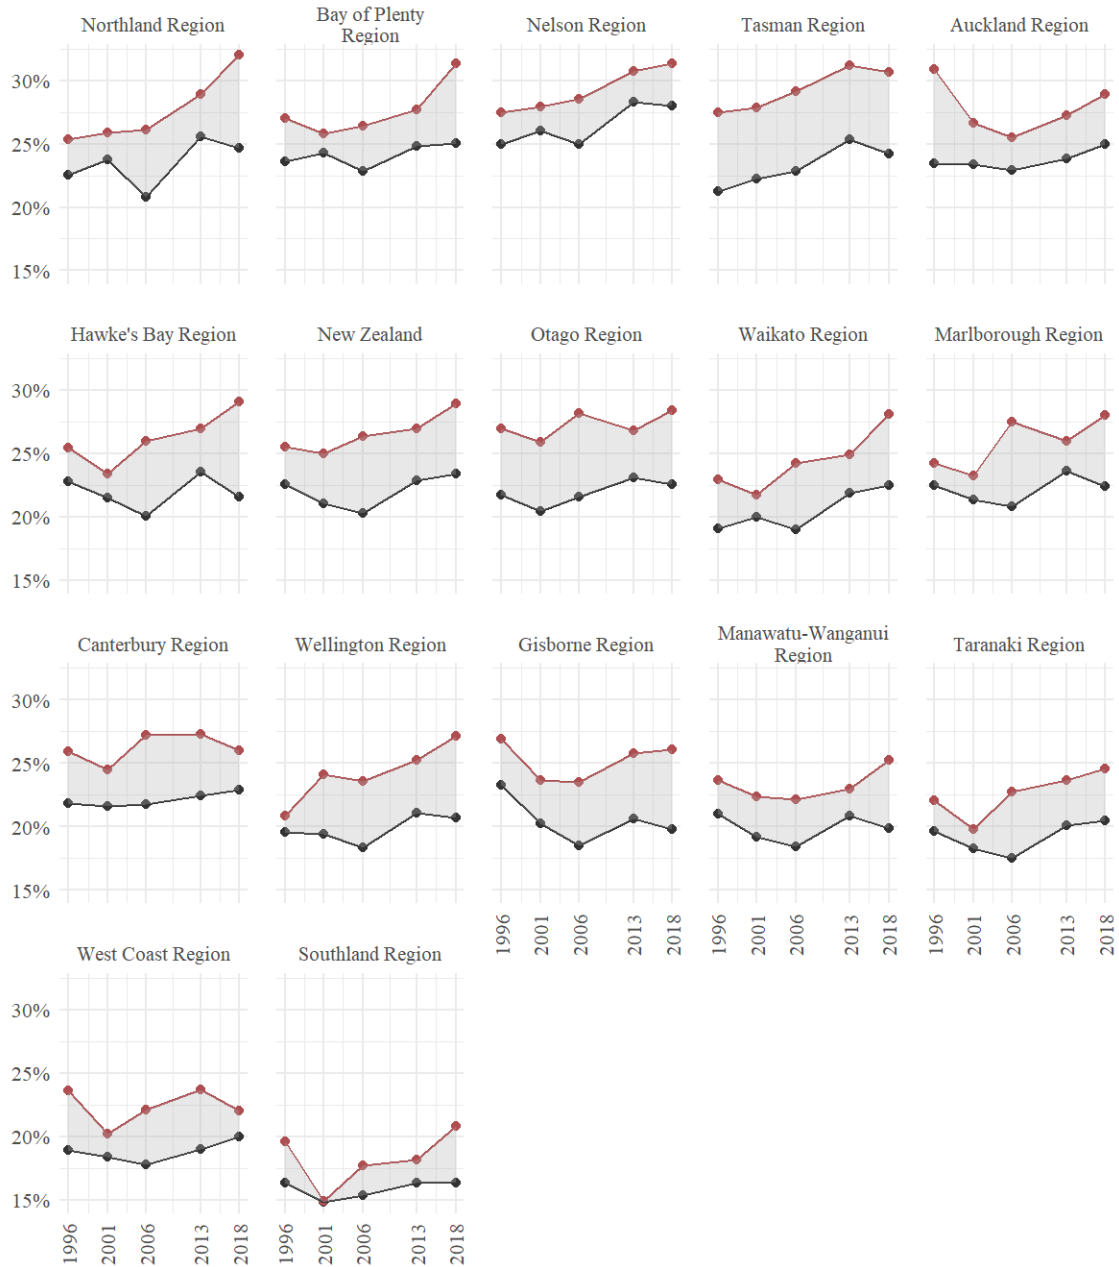 Northland Region
Bay of Plenty
Region
Nelson Region
Tasman Region
Auckland Region
30%
25%
20%
15%
Hawke's Bay Region
New Zealand
Otago Region
Waikato Region
Marlborough Region
30%
25%
20%
15%
Canterbury Region
Wellington Region
Gisborne Region
Manawatu-Wanganui
Region
Taranaki Region
30%
25%
20%
15%
1996
2001
2006
2013
2018
1996
2001
2006
2013
2018
1996
2001
2006
2013
2018
West Coast Region
Southland Region
30%
25%
20%
15%
1996
2001
2006
2013
2018
1996
2001
2006
2013
2018